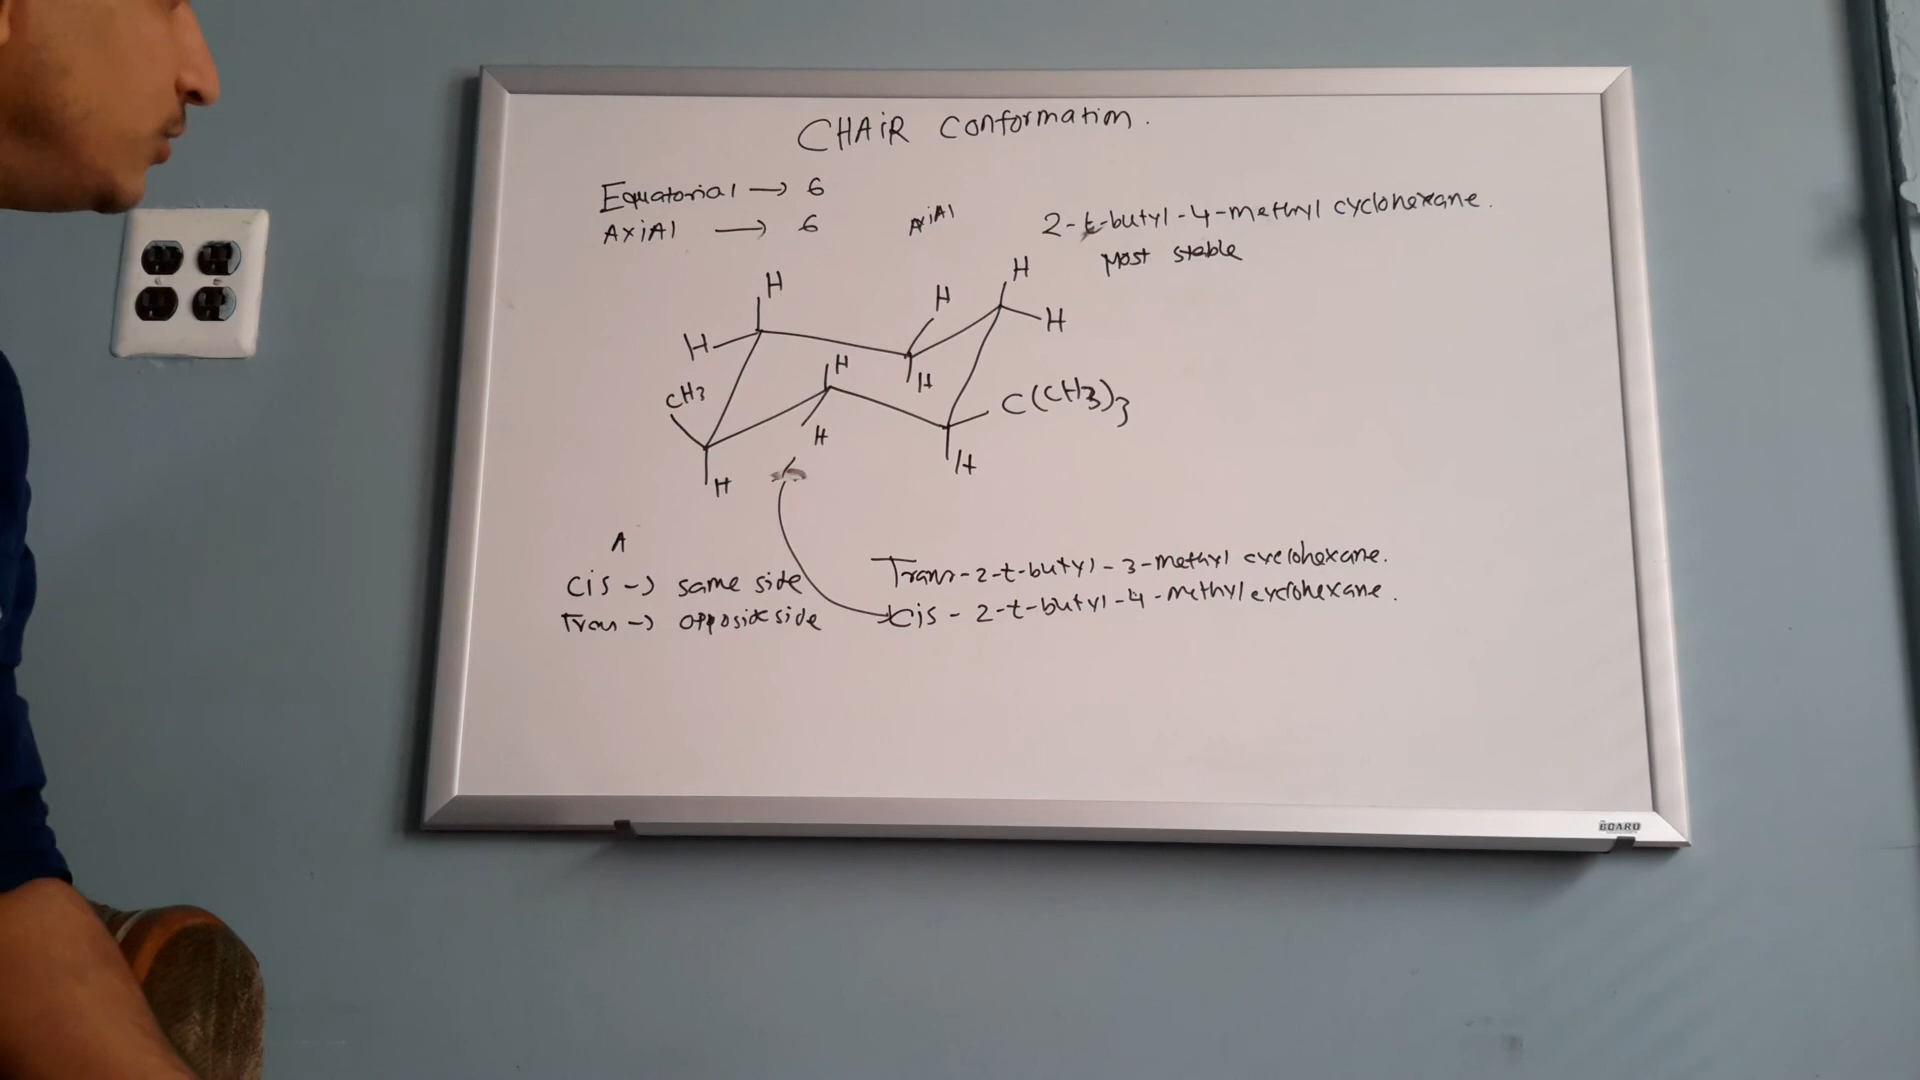 CHAIR Conformation.
Equatorial → 6
AxiAl → 6
AxiAl
2-t-butyl-4-methyl cyclohexane.
Most stable
H
H
H
H
H
H
H
CH3
H
C(CH3)3
H
H
A
Cis → same side
Tran → opposite side
Trans-2-t-butyl-3-methyl cyclohexane.
Cis - 2-t-butyl-4-methyl cyclohexane.
BOARD